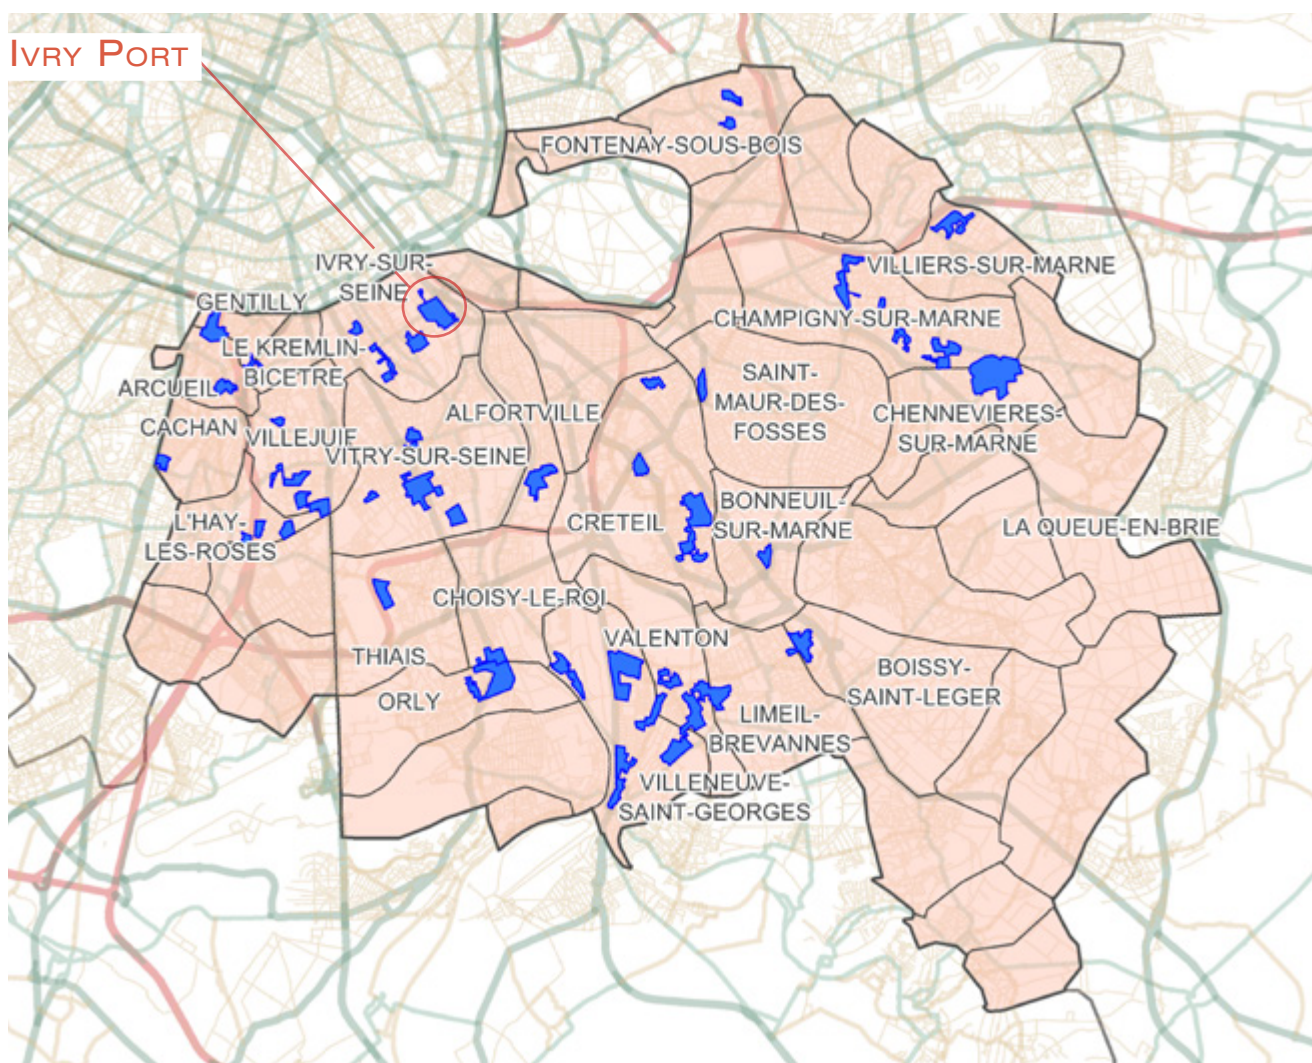 IVRY PORT
FONTENAY-SOUS-BOIS
IVRY-SUR-
SEINE
VILLIERS-SUR-MARNE
GENTILLY
CHAMPIGNY-SUR-MARNE
LE KREMLIN-
BICETRE
ARCUEIL
SAINT-
MAUR-DES-
FOSSES
CACHAN
ALFORTVILLE
CHENNEVIERES-
SUR-MARNE
VILLEJUIF
VITRY-SUR-SEINE
L'HAY-
LES-ROSES
CRETEIL
BONNEUIL-
SUR-MARNE
LA QUEUE-EN-BRIE
CHOISY-LE-ROI
THIAIS
VALENTON
BOISSY-
SAINT-LEGER
ORLY
LIMEIL-
BREVANNES
VILLENEUVE-
SAINT-GEORGES